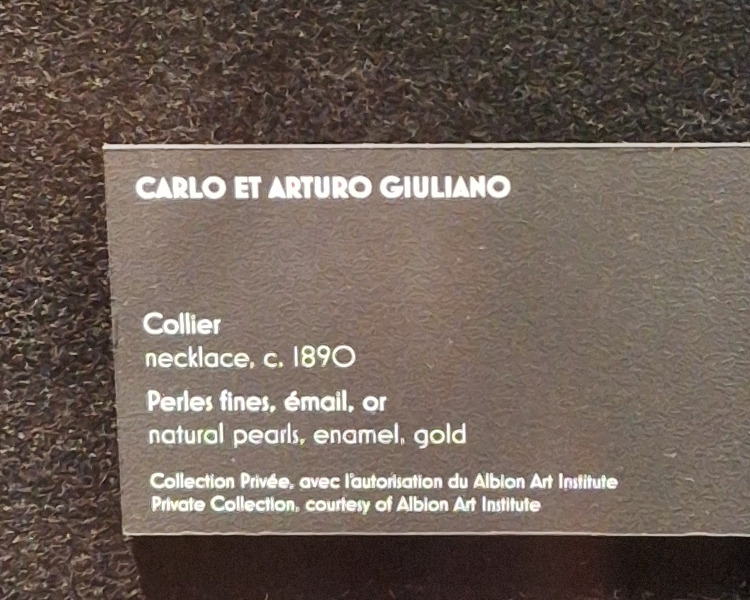 CARLO ET ARTURO GIULIANO
Collier
necklace, c. 1890
Perles fines, émail, or
natural pearls, enamel, gold
Collection Privée, avec l'autorisation du Albion Art Institute
Private Collection, courtesy of Albion Art Institute